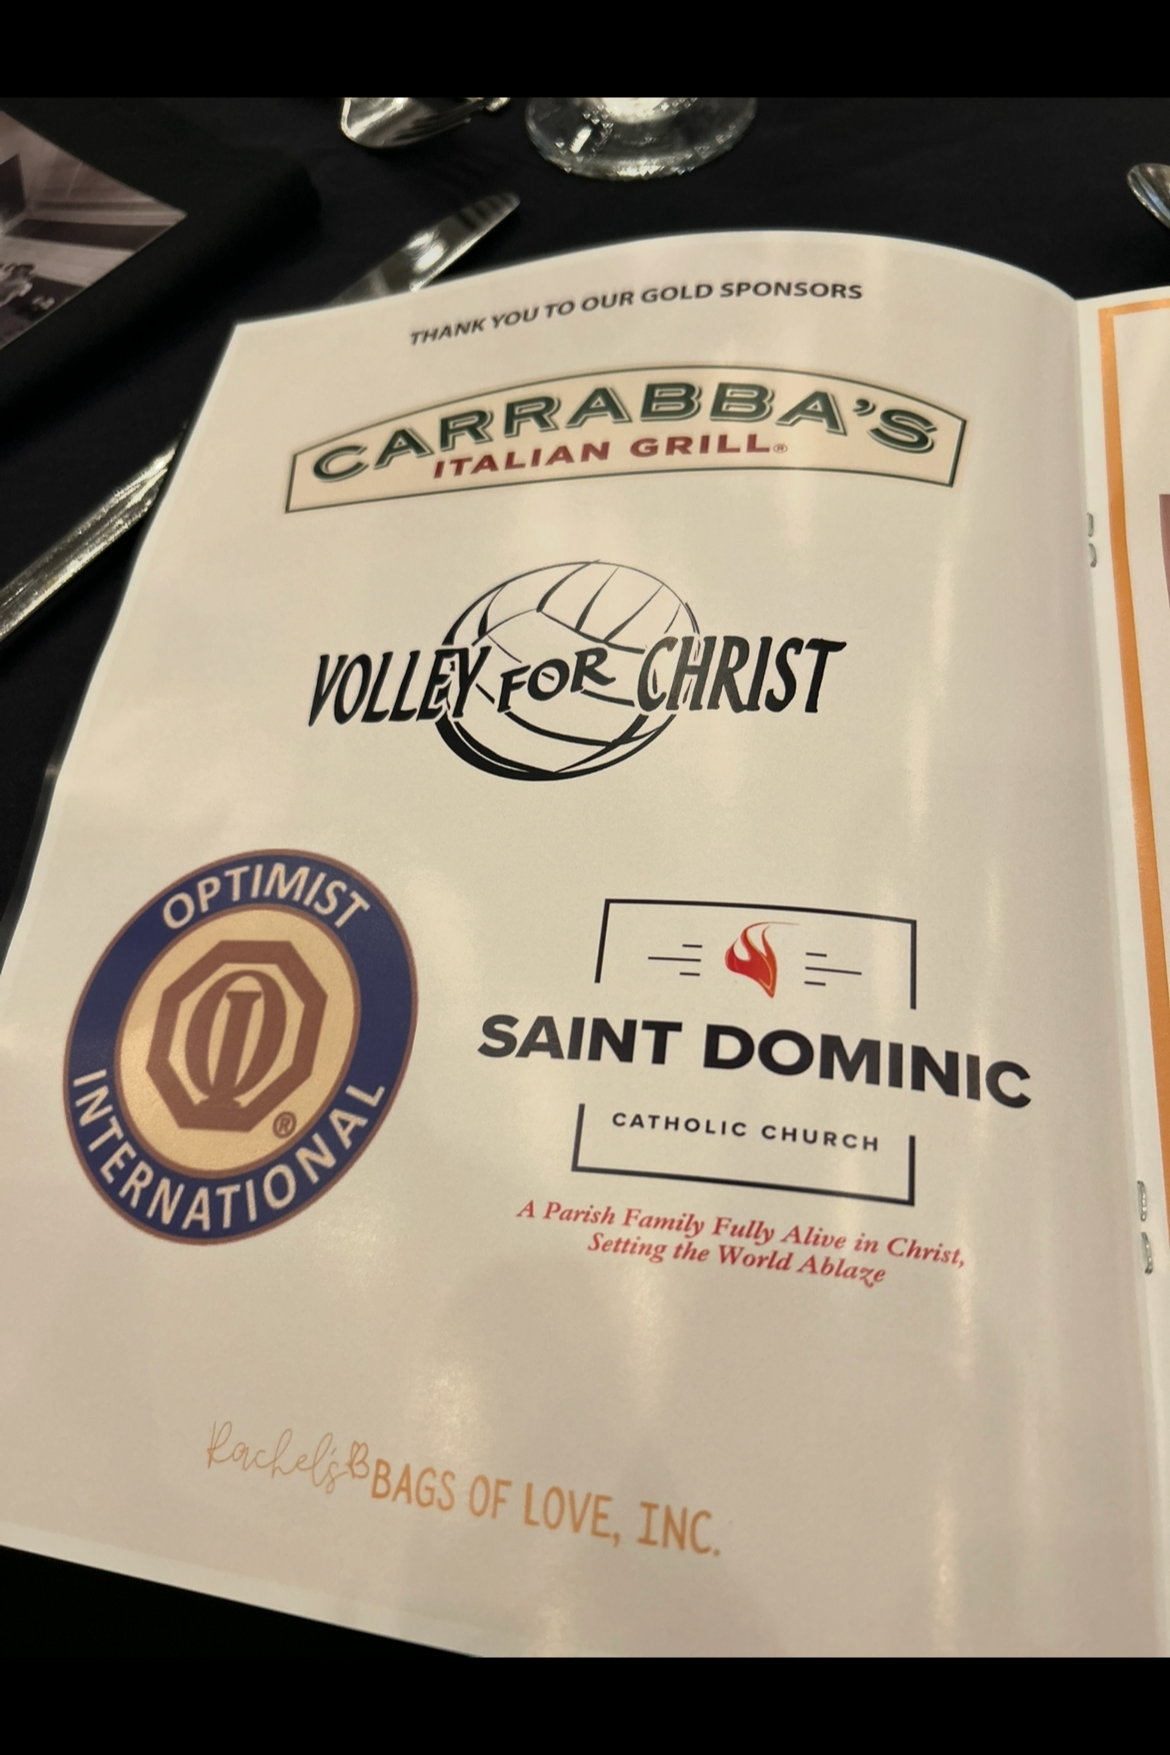 THANK YOU TO OUR GOLD SPONSORS
CARRABBA'S
ITALIAN GRILL®
VOLLEY FOR CHRIST
OPTIMIST
OI
INTERNATIONAL
®
SAINT DOMINIC
CATHOLIC CHURCH
A Parish Family Fully Alive in Christ,
Setting the World Ablaze
Rachel's BAGS OF LOVE, INC.